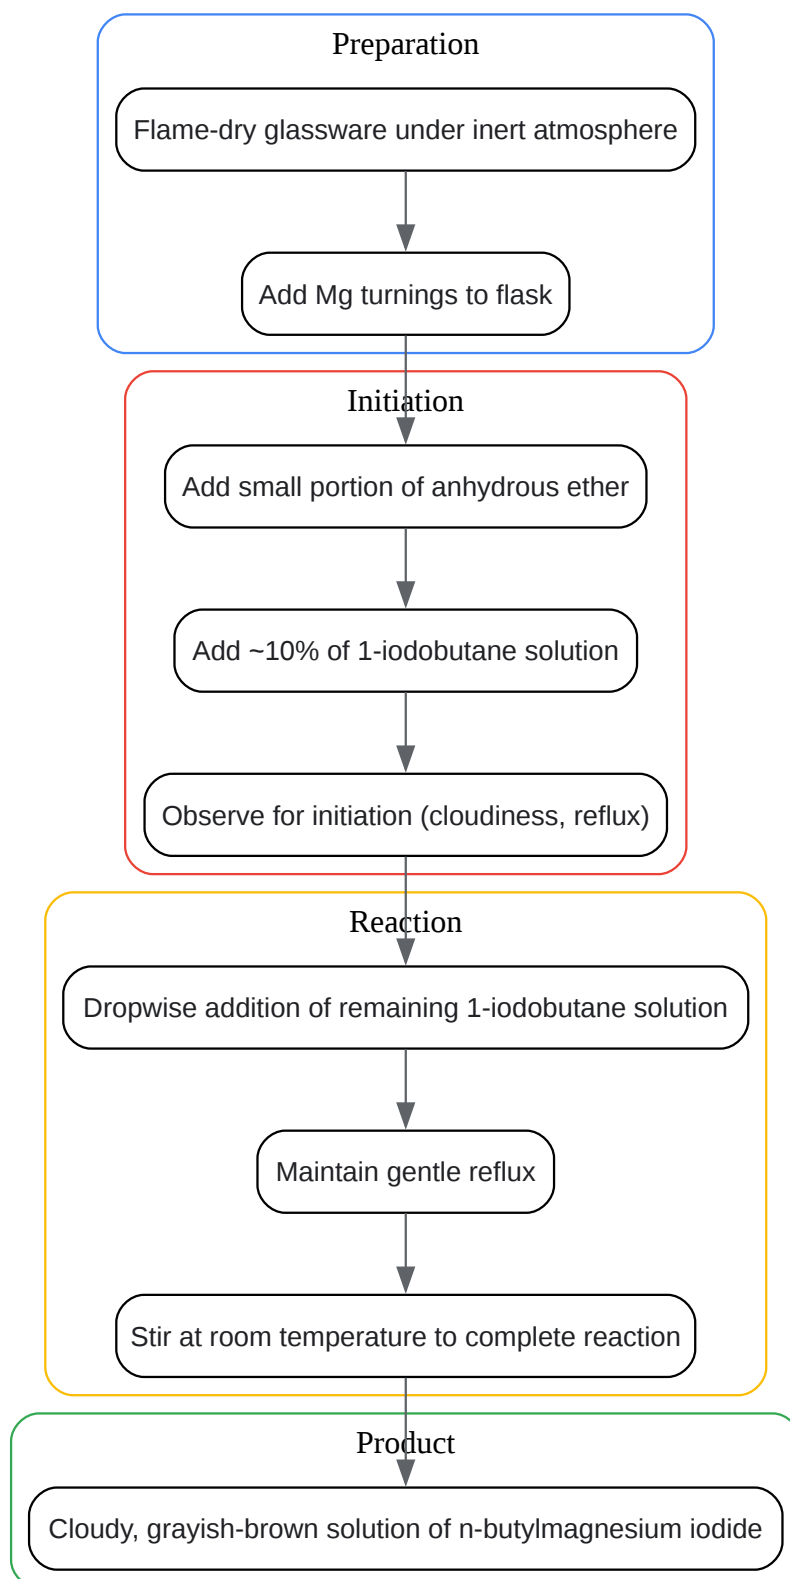 Preparation
Flame-dry glassware under inert atmosphere
Add Mg turnings to flask
Initiation
Add small portion of anhydrous ether
Add ~10% of 1-iodobutane solution
Observe for initiation (cloudiness, reflux)
Reaction
Dropwise addition of remaining 1-iodobutane solution
Maintain gentle reflux
Stir at room temperature to complete reaction
Product
Cloudy, grayish-brown solution of n-butylmagnesium iodide